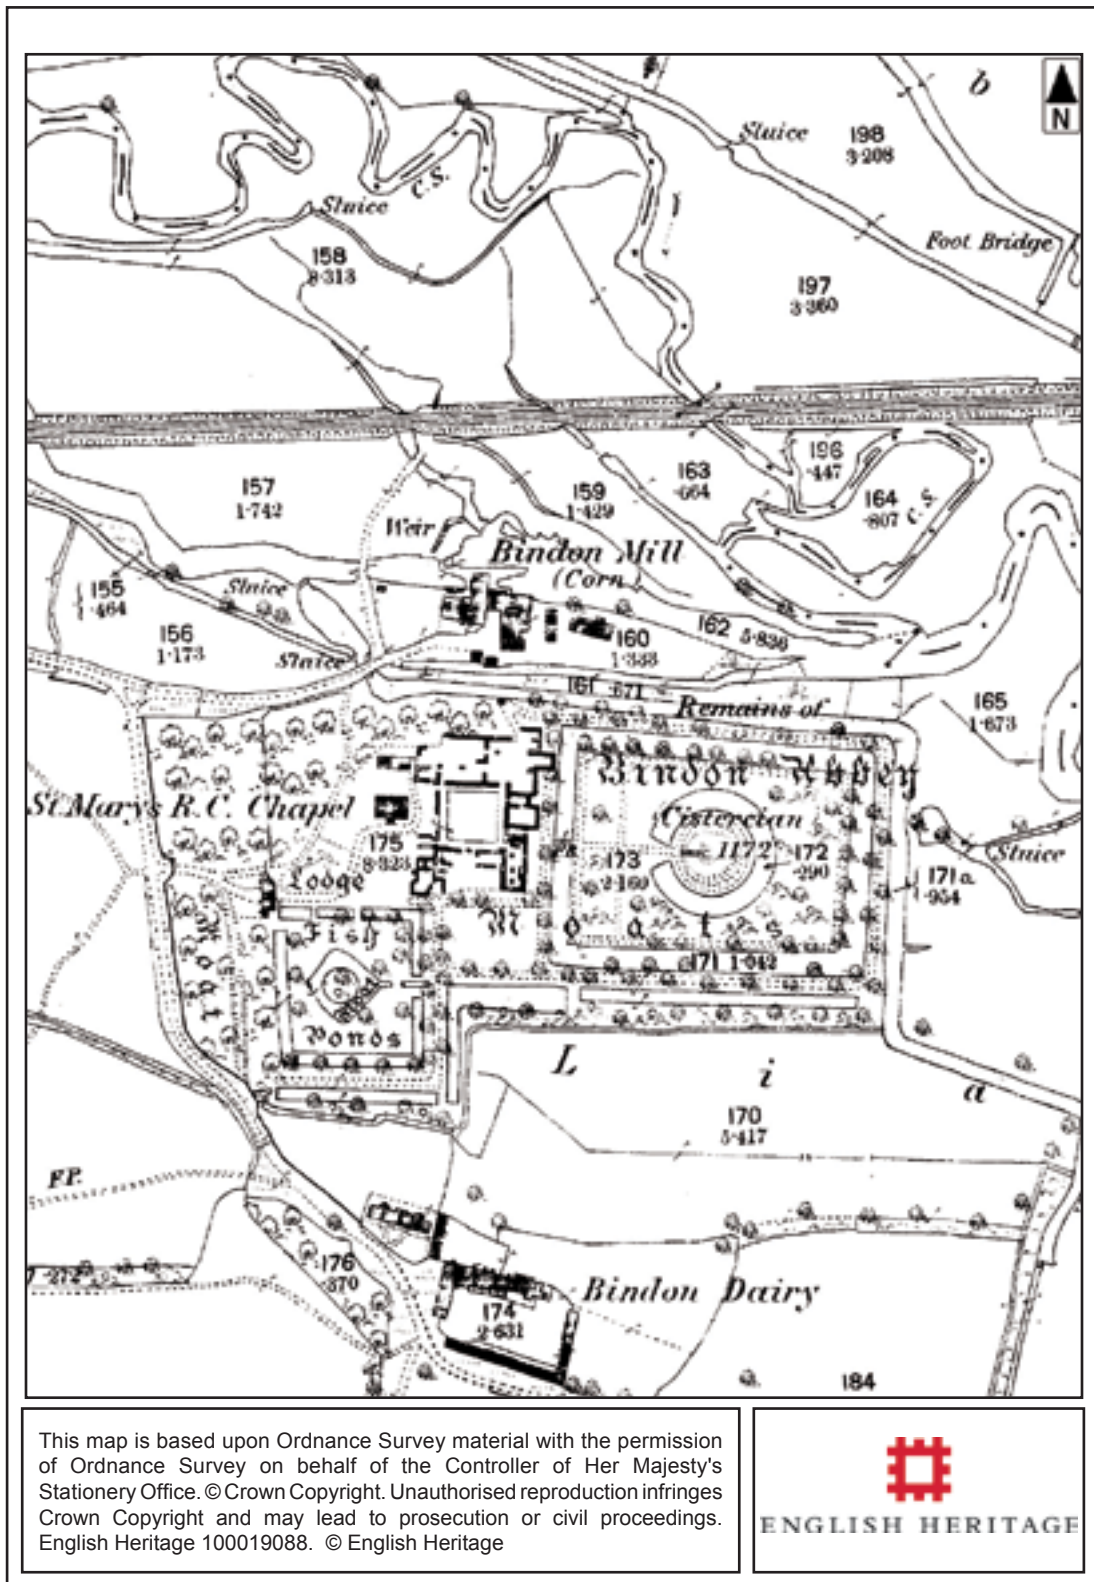 b
N
Sluice
198
3·208
C.S.
Sluice
Foot Bridge
158
8·313
197
3·360
196
·447
163
·664
157
1·742
159
1·429
164
·807
C.S.
Weir
Bindon Mill
(Corn)
155
·464
Sluice
156
1·173
162 5·836
160
1·333
Sluice
161 ·671
Remains of
165
1·673
Bindon Abbey
St. Mary's R.C. Chapel
Cistercian
1172
175
8·323
173
2·169
172
·290
Sluice
Lodge
171a
·954
Moat
Fish
Moats
171 1·042
Ponds
L i a
170
5·417
F.P.
176
·370
·272
Bindon Dairy
174
2·631
184
This map is based upon Ordnance Survey material with the permission
of Ordnance Survey on behalf of the Controller of Her Majesty's
Stationery Office. © Crown Copyright. Unauthorised reproduction infringes
Crown Copyright and may lead to prosecution or civil proceedings.
English Heritage 100019088. © English Heritage
ENGLISH HERITAGE